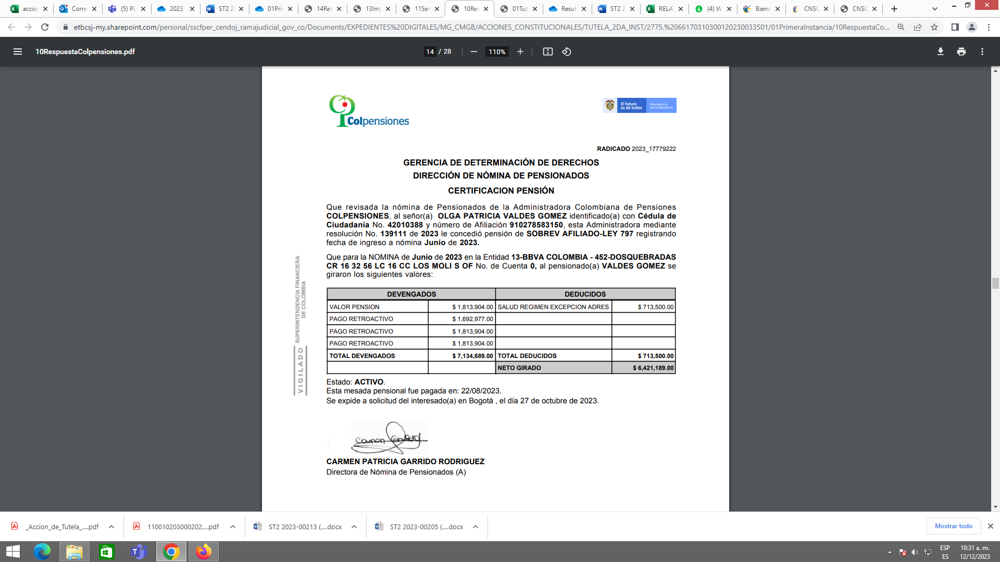 accio
Corre
(5) PU
2023
ST2 2
01Pri
14Res
13Imp
11Ser
10Res
01Tut
Resul
ST2 2
RELA
(4) W
Bienv
CNSC
CNSC
etbcsj-my.sharepoint.com/personal/sscfper_cendoj_ramajudicial_gov_co/Documents/EXPEDIENTES%20DIGITALES/MG_CMGB/ACCIONES_CONSTITUCIONALES/TUTELA_2DA_INST/2775.%2066170310300120230033501/01PrimeraInstancia/10RespuestaCo...
10RespuestaColpensiones.pdf
14 / 28
110%
Colpensiones
El futuro
es de todos
Presidencia
de la República
RADICADO 2023_17779222
GERENCIA DE DETERMINACIÓN DE DERECHOS
DIRECCIÓN DE NÓMINA DE PENSIONADOS
CERTIFICACION PENSIÓN
Que revisada la nómina de Pensionados de la Administradora Colombiana de Pensiones
COLPENSIONES, al señor(a) OLGA PATRICIA VALDES GOMEZ identificado(a) con Cédula de
Ciudadanía No. 42010388 y número de Afiliación 910278583150, esta Administradora mediante
resolución No. 139111 de 2023 le concedió pensión de SOBREV AFILIADO-LEY 797 registrando
fecha de ingreso a nómina Junio de 2023.
Que para la NOMINA de Junio de 2023 en la Entidad 13-BBVA COLOMBIA - 452-DOSQUEBRADAS
CR 16 32 56 LC 16 CC LOS MOLI S OF No. de Cuenta 0, al pensionado(a) VALDES GOMEZ se
giraron los siguientes valores:
DEVENGADOS DEDUCIDOS
VALOR PENSION $ 1,813,904.00 SALUD REGIMEN EXCEPCION ADRES $ 713,500.00
PAGO RETROACTIVO $ 1,692,977.00
PAGO RETROACTIVO $ 1,813,904.00
PAGO RETROACTIVO $ 1,813,904.00
TOTAL DEVENGADOS $ 7,134,689.00 TOTAL DEDUCIDOS $ 713,500.00
NETO GIRADO $ 6,421,189.00
VIGILADO SUPERINTENDENCIA FINANCIERA
DE COLOMBIA
Estado: ACTIVO.
Esta mesada pensional fue pagada en: 22/08/2023.
Se expide a solicitud del interesado(a) en Bogotá , el día 27 de octubre de 2023.
Carmen Garrido
CARMEN PATRICIA GARRIDO RODRIGUEZ
Directora de Nómina de Pensionados (A)
_Accion_de_Tutela_....pdf
110010203000202....pdf
ST2 2023-00213 (....docx
ST2 2023-00205 (....docx
Mostrar todo
ESP
ES
10:31 a. m.
12/12/2023